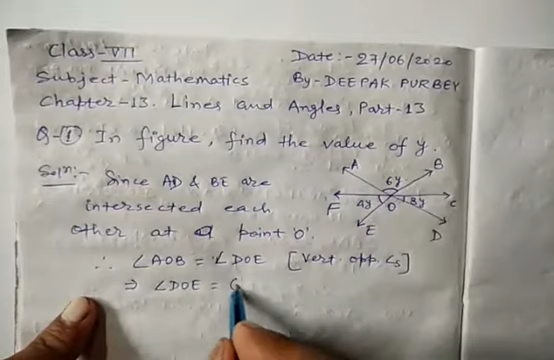 Class-VII
Date:-27/06/2020
Subject-Mathematics
By-DEEPAK PURBEY
Chapter-13. Lines and Angles, Part-13
Q-① In figure, find the value of y.
Soln:- Since AD & BE are
intersected each
other at a point 'O'.
A B
6y
F 4y O 8y C
E D
∴ ∠AOB = ∠DOE [Vert. opp. ∠s]
⇒ ∠DOE = 6